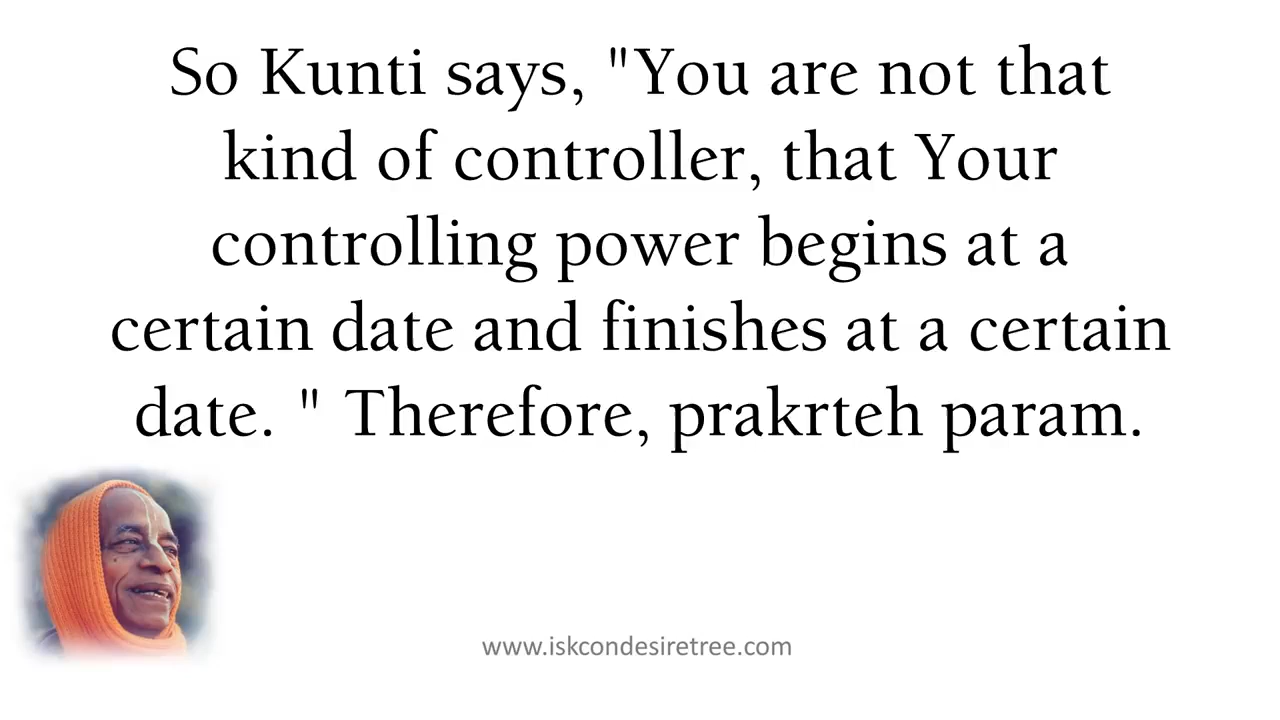 So Kunti says, "You are not that
kind of controller, that Your
controlling power begins at a
certain date and finishes at a certain
date. " Therefore, prakrteh param.
www.iskcondesiretree.com